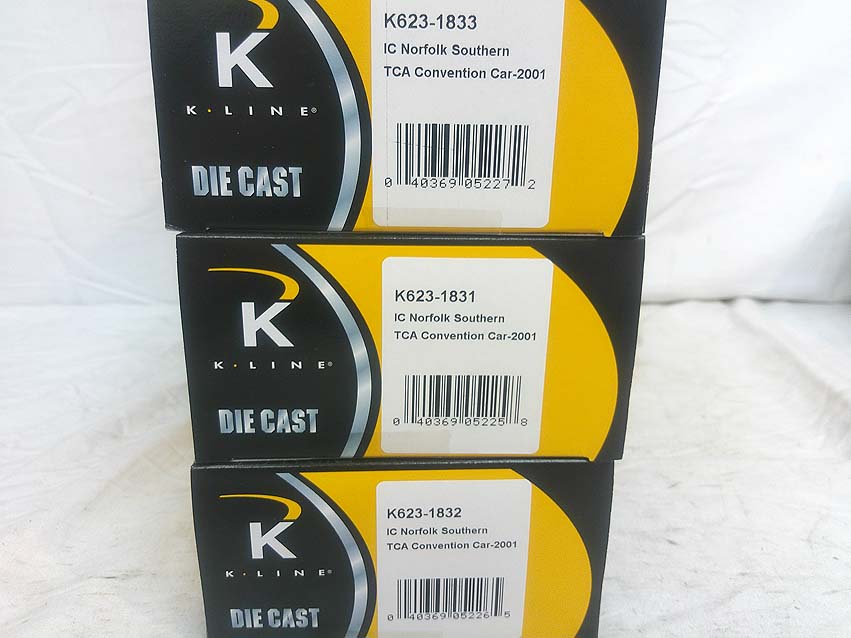 K
K·LINE®
DIE CAST
K623-1833
IC Norfolk Southern
TCA Convention Car-2001
0 40369 05227 2
K
K·LINE®
DIE CAST
K623-1831
IC Norfolk Southern
TCA Convention Car-2001
0 40369 05225 8
K
K·LINE®
DIE CAST
K623-1832
IC Norfolk Southern
TCA Convention Car-2001
0 40369 05226 5